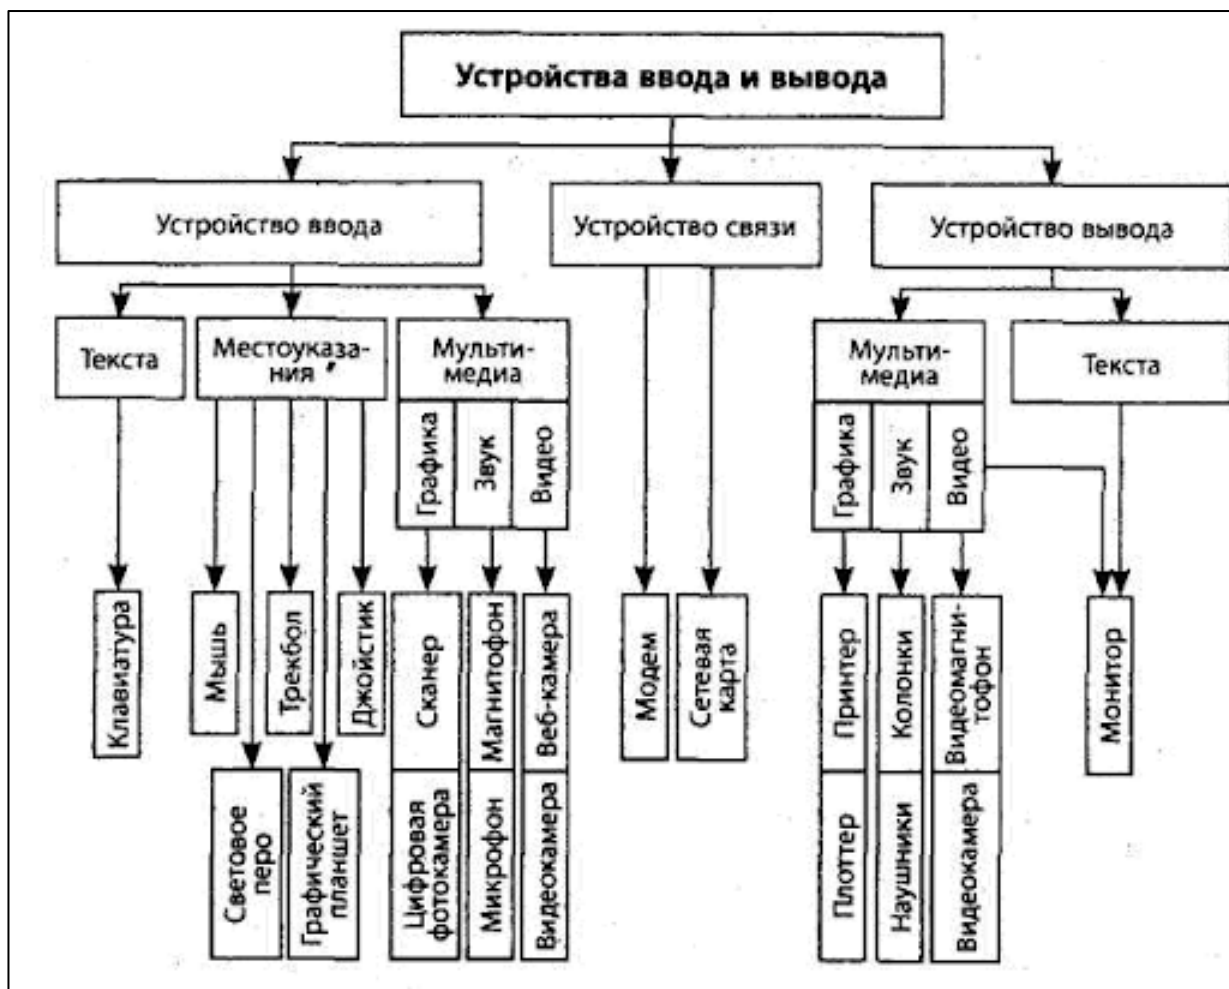 Устройства ввода и вывода
Устройство ввода
Устройство связи
Устройство вывода
Текста
Местоуказа-
ния
Мульти-
медиа
Мульти-
медиа
Текста
Графика
Звук
Видео
Графика
Звук
Видео
Клавиатура
Мышь
Трекбол
Джойстик
Сканер
Магнитофон
Веб-камера
Модем
Сетевая
карта
Принтер
Колонки
Видеомагни-
тофон
Монитор
Световое
перо
Графический
планшет
Цифровая
фотокамера
Микрофон
Видеокамера
Плоттер
Наушники
Видеокамера